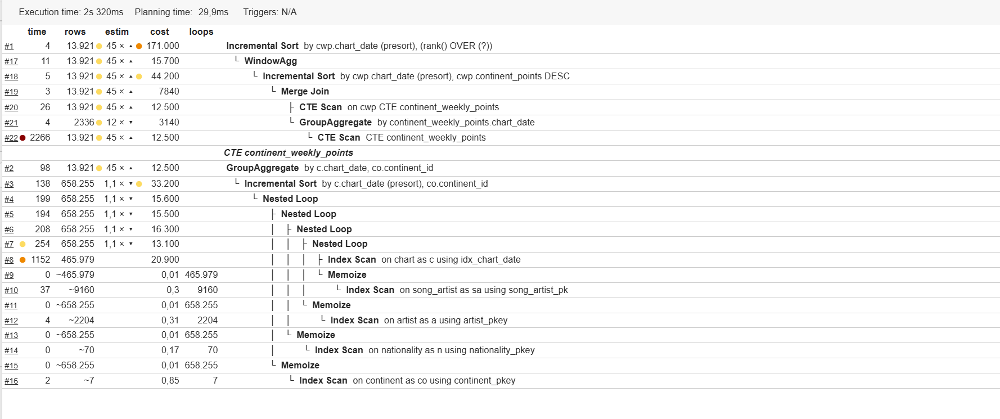 Execution time: 2s 320ms Planning time: 29,9ms Triggers: N/A
time rows estim cost loops
#1 4 13.921 45 × ▲ 171.000 Incremental Sort by cwp.chart_date (presort), (rank() OVER (?))
#17 11 13.921 45 × ▲ 15.700 └ WindowAgg
#18 5 13.921 45 × ▲ 44.200 └ Incremental Sort by cwp.chart_date (presort), cwp.continent_points DESC
#19 3 13.921 45 × ▲ 7840 └ Merge Join
#20 26 13.921 45 × ▲ 12.500 ├ CTE Scan on cwp CTE continent_weekly_points
#21 4 2336 12 × ▼ 3140 └ GroupAggregate by continent_weekly_points.chart_date
#22 2266 13.921 45 × ▲ 12.500 └ CTE Scan CTE continent_weekly_points
CTE continent_weekly_points
#2 98 13.921 45 × ▲ 12.500 GroupAggregate by c.chart_date, co.continent_id
#3 138 658.255 1,1 × ▼ 33.200 └ Incremental Sort by c.chart_date (presort), co.continent_id
#4 199 658.255 1,1 × ▼ 15.600 └ Nested Loop
#5 194 658.255 1,1 × ▼ 15.500 ├ Nested Loop
#6 208 658.255 1,1 × ▼ 16.300 │ ├ Nested Loop
#7 254 658.255 1,1 × ▼ 13.100 │ │ ├ Nested Loop
#8 1152 465.979 20.900 │ │ │ ├ Index Scan on chart as c using idx_chart_date
#9 0 ~465.979 0,01 465.979 │ │ │ └ Memoize
#10 37 ~9160 0,3 9160 │ │ │ └ Index Scan on song_artist as sa using song_artist_pk
#11 0 ~658.255 0,01 658.255 │ │ └ Memoize
#12 4 ~2204 0,31 2204 │ │ └ Index Scan on artist as a using artist_pkey
#13 0 ~658.255 0,01 658.255 │ └ Memoize
#14 0 ~70 0,17 70 │ └ Index Scan on nationality as n using nationality_pkey
#15 0 ~658.255 0,01 658.255 └ Memoize
#16 2 ~7 0,85 7 └ Index Scan on continent as co using continent_pkey